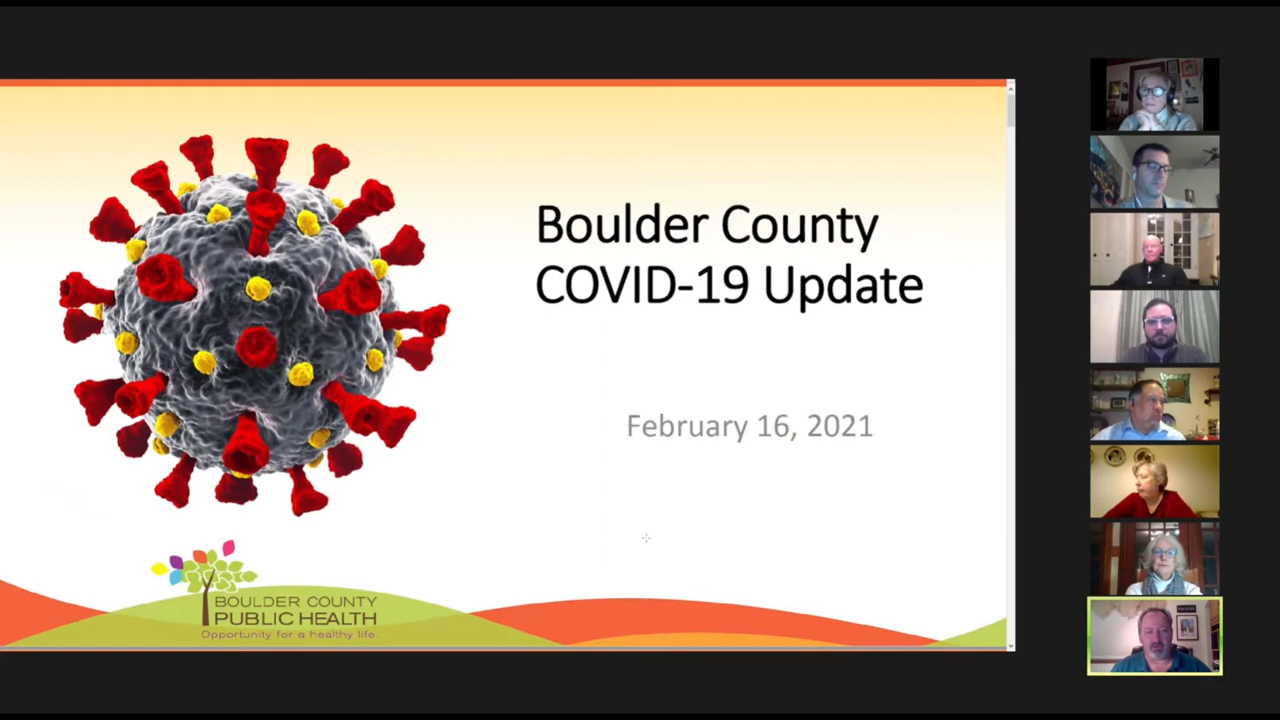 Boulder County
COVID-19 Update
February 16, 2021
BOULDER COUNTY
PUBLIC HEALTH
Opportunity for a healthy life.